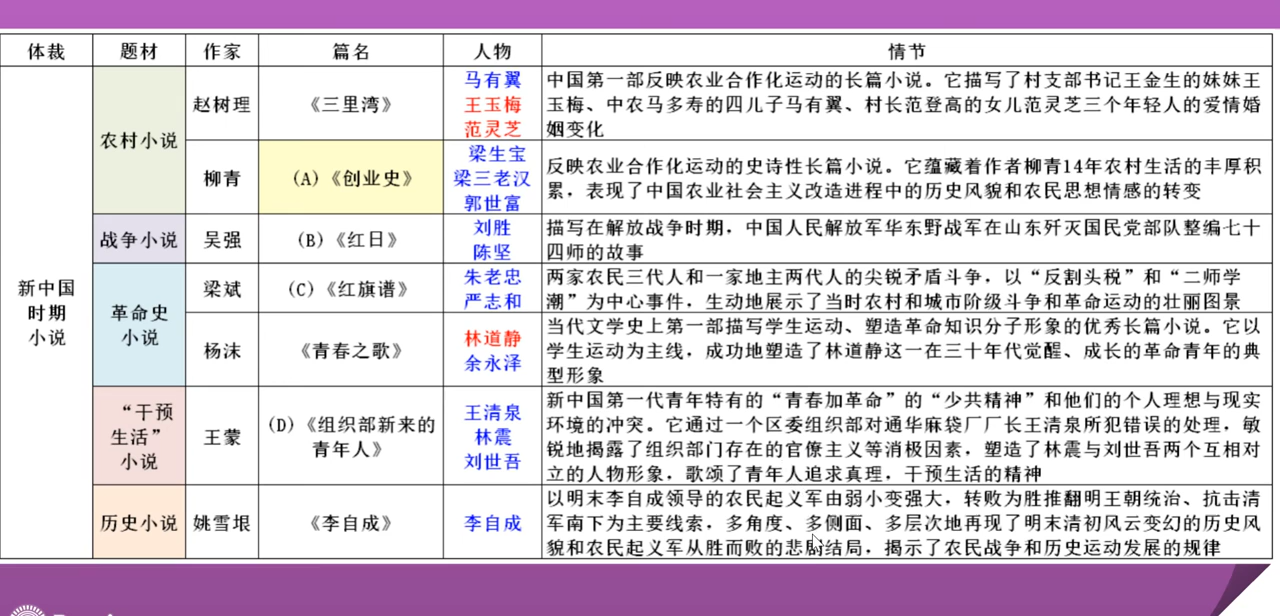 体裁 题材 作家 篇名 人物 情节
新中国
时期
小说
农村小说
赵树理
《三里湾》
马有翼
王玉梅
范灵芝
中国第一部反映农业合作化运动的长篇小说。它描写了村支部书记王金生的妹妹王
玉梅、中农马多寿的四儿子马有翼、村长范登高的女儿范灵芝三个年轻人的爱情婚
姻变化
柳青
(A)《创业史》
梁生宝
梁三老汉
郭世富
反映农业合作化运动的史诗性长篇小说。它蕴藏着作者柳青14年农村生活的丰厚积
累，表现了中国农业社会主义改造进程中的历史风貌和农民思想情感的转变
战争小说
吴强
(B)《红日》
刘胜
陈坚
描写在解放战争时期，中国人民解放军华东野战军在山东歼灭国民党部队整编七十
四师的故事
革命史
小说
梁斌
(C)《红旗谱》
朱老忠
严志和
两家农民三代人和一家地主两代人的尖锐矛盾斗争，以“反割头税”和“二师学
潮”为中心事件，生动地展示了当时农村和城市阶级斗争和革命运动的壮丽图景
杨沫
《青春之歌》
林道静
余永泽
当代文学史上第一部描写学生运动、塑造革命知识分子形象的优秀长篇小说。它以
学生运动为主线，成功地塑造了林道静这一在三十年代觉醒、成长的革命青年的典
型形象
“干预
生活”
小说
王蒙
(D)《组织部新来的
青年人》
王清泉
林震
刘世吾
新中国第一代青年特有的“青春加革命”的“少共精神”和他们的个人理想与现实
环境的冲突。它通过一个区委组织部对通华麻袋厂厂长王清泉所犯错误的处理，敏
锐地揭露了组织部门存在的官僚主义等消极因素，塑造了林震与刘世吾两个互相对
立的人物形象，歌颂了青年人追求真理，干预生活的精神
历史小说
姚雪垠
《李自成》
李自成
以明末李自成领导的农民起义军由弱小变强大，转败为胜推翻明王朝统治、抗击清
军南下为主要线索，多角度、多侧面、多层次地再现了明末清初风云变幻的历史风
貌和农民起义军从胜而败的悲剧结局，揭示了农民战争和历史运动发展的规律